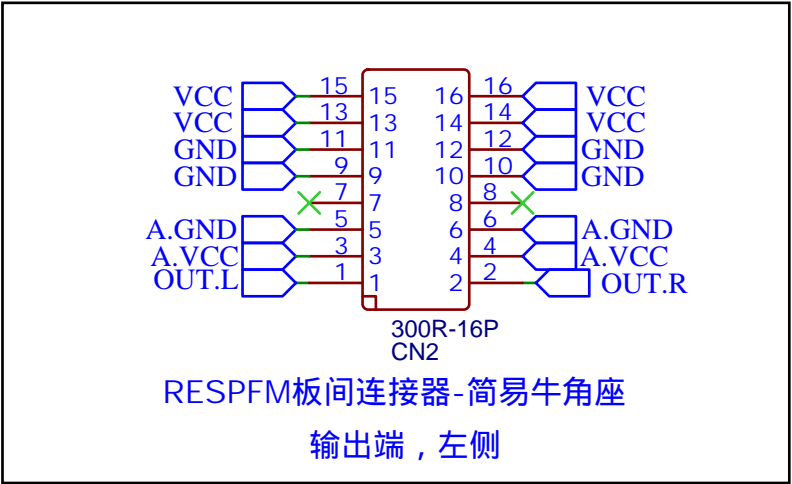 VCC 15 15 16 16 VCC
VCC 13 13 14 14 VCC
GND 11 11 12 12 GND
GND 9 9 10 10 GND
7 7 8 8
A.GND 5 5 6 6 A.GND
A.VCC 3 3 4 4 A.VCC
OUT.L 1 1 2 2 OUT.R
300R-16P
CN2
RESPFM板间连接器-简易牛角座
输出端，左侧